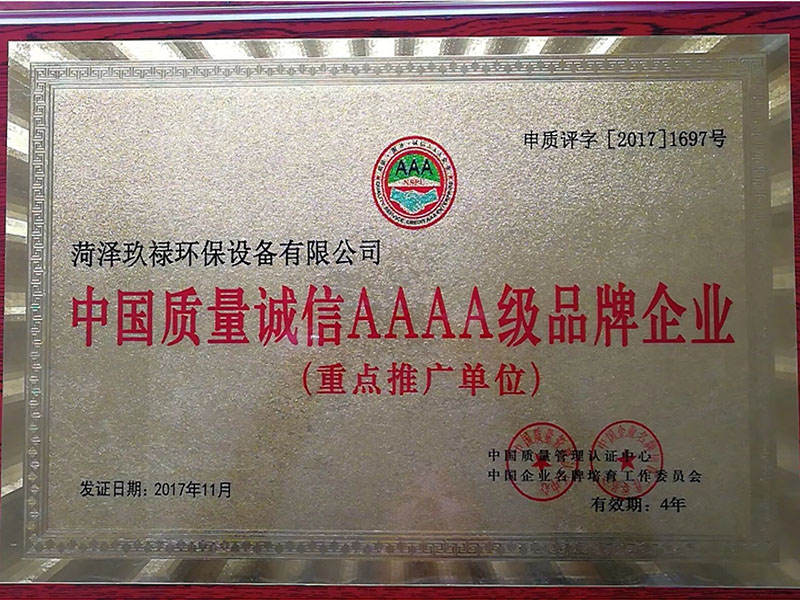 申质评字［2017］1697号
AAA
菏泽玖禄环保设备有限公司
中国质量诚信AAAA级品牌企业
(重点推广单位)
中国质量管理认证中心
中国企业名牌培育工作委员会
发证日期：2017年11月
有效期：4年